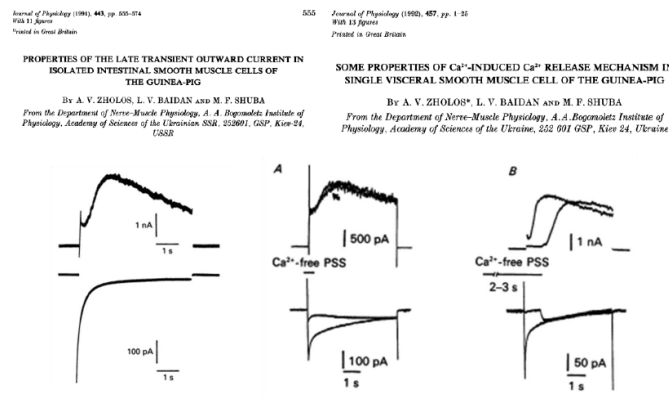 Journal of Physiology (1991), 443, pp. 555–574
With 11 figures
Printed in Great Britain
555
PROPERTIES OF THE LATE TRANSIENT OUTWARD CURRENT IN
ISOLATED INTESTINAL SMOOTH MUSCLE CELLS OF
THE GUINEA-PIG
BY A. V. ZHOLOS, L. V. BAIDAN AND M. F. SHUBA
From the Department of Nerve–Muscle Physiology, A. A. Bogomoletz Institute of
Physiology, Academy of Sciences of the Ukrainian SSR, 252601, GSP, Kiev-24,
USSR
Journal of Physiology (1992), 457, pp. 1–25
With 13 figures
Printed in Great Britain
SOME PROPERTIES OF Ca²⁺-INDUCED Ca²⁺ RELEASE MECHANISM IN
SINGLE VISCERAL SMOOTH MUSCLE CELL OF THE GUINEA-PIG
BY A. V. ZHOLOS*, L. V. BAIDAN AND M. F. SHUBA
From the Department of Nerve–Muscle Physiology, A.A.Bogomoletz Institute of
Physiology, Academy of Sciences of the Ukraine, 252 601 GSP, Kiev 24, Ukraine
1 nA
1 s
100 pA
1 s
A
500 pA
Ca²⁺-free PSS
100 pA
1 s
B
1 nA
Ca²⁺-free PSS
2–3 s
50 pA
1 s